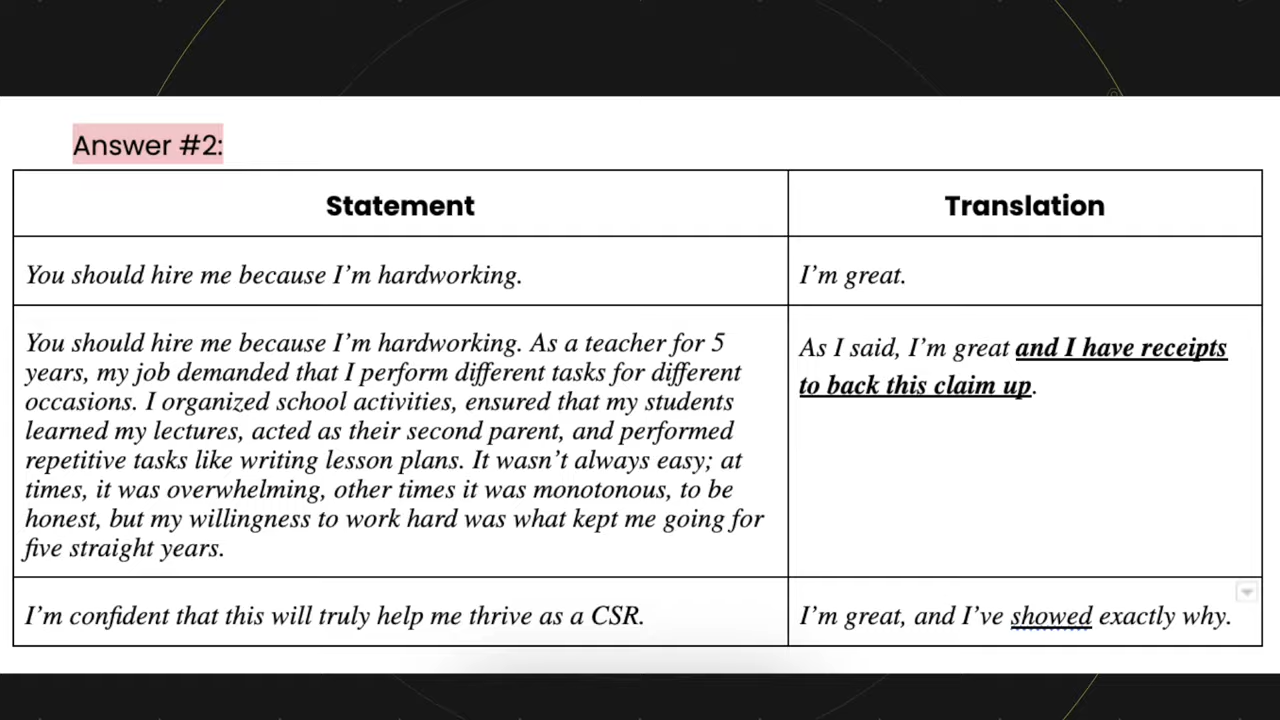 Answer #2:
Statement
Translation
You should hire me because I’m hardworking.
I’m great.
You should hire me because I’m hardworking. As a teacher for 5
years, my job demanded that I perform different tasks for different
occasions. I organized school activities, ensured that my students
learned my lectures, acted as their second parent, and performed
repetitive tasks like writing lesson plans. It wasn’t always easy; at
times, it was overwhelming, other times it was monotonous, to be
honest, but my willingness to work hard was what kept me going for
five straight years.
As I said, I’m great and I have receipts
to back this claim up.
I’m confident that this will truly help me thrive as a CSR.
I’m great, and I’ve showed exactly why.